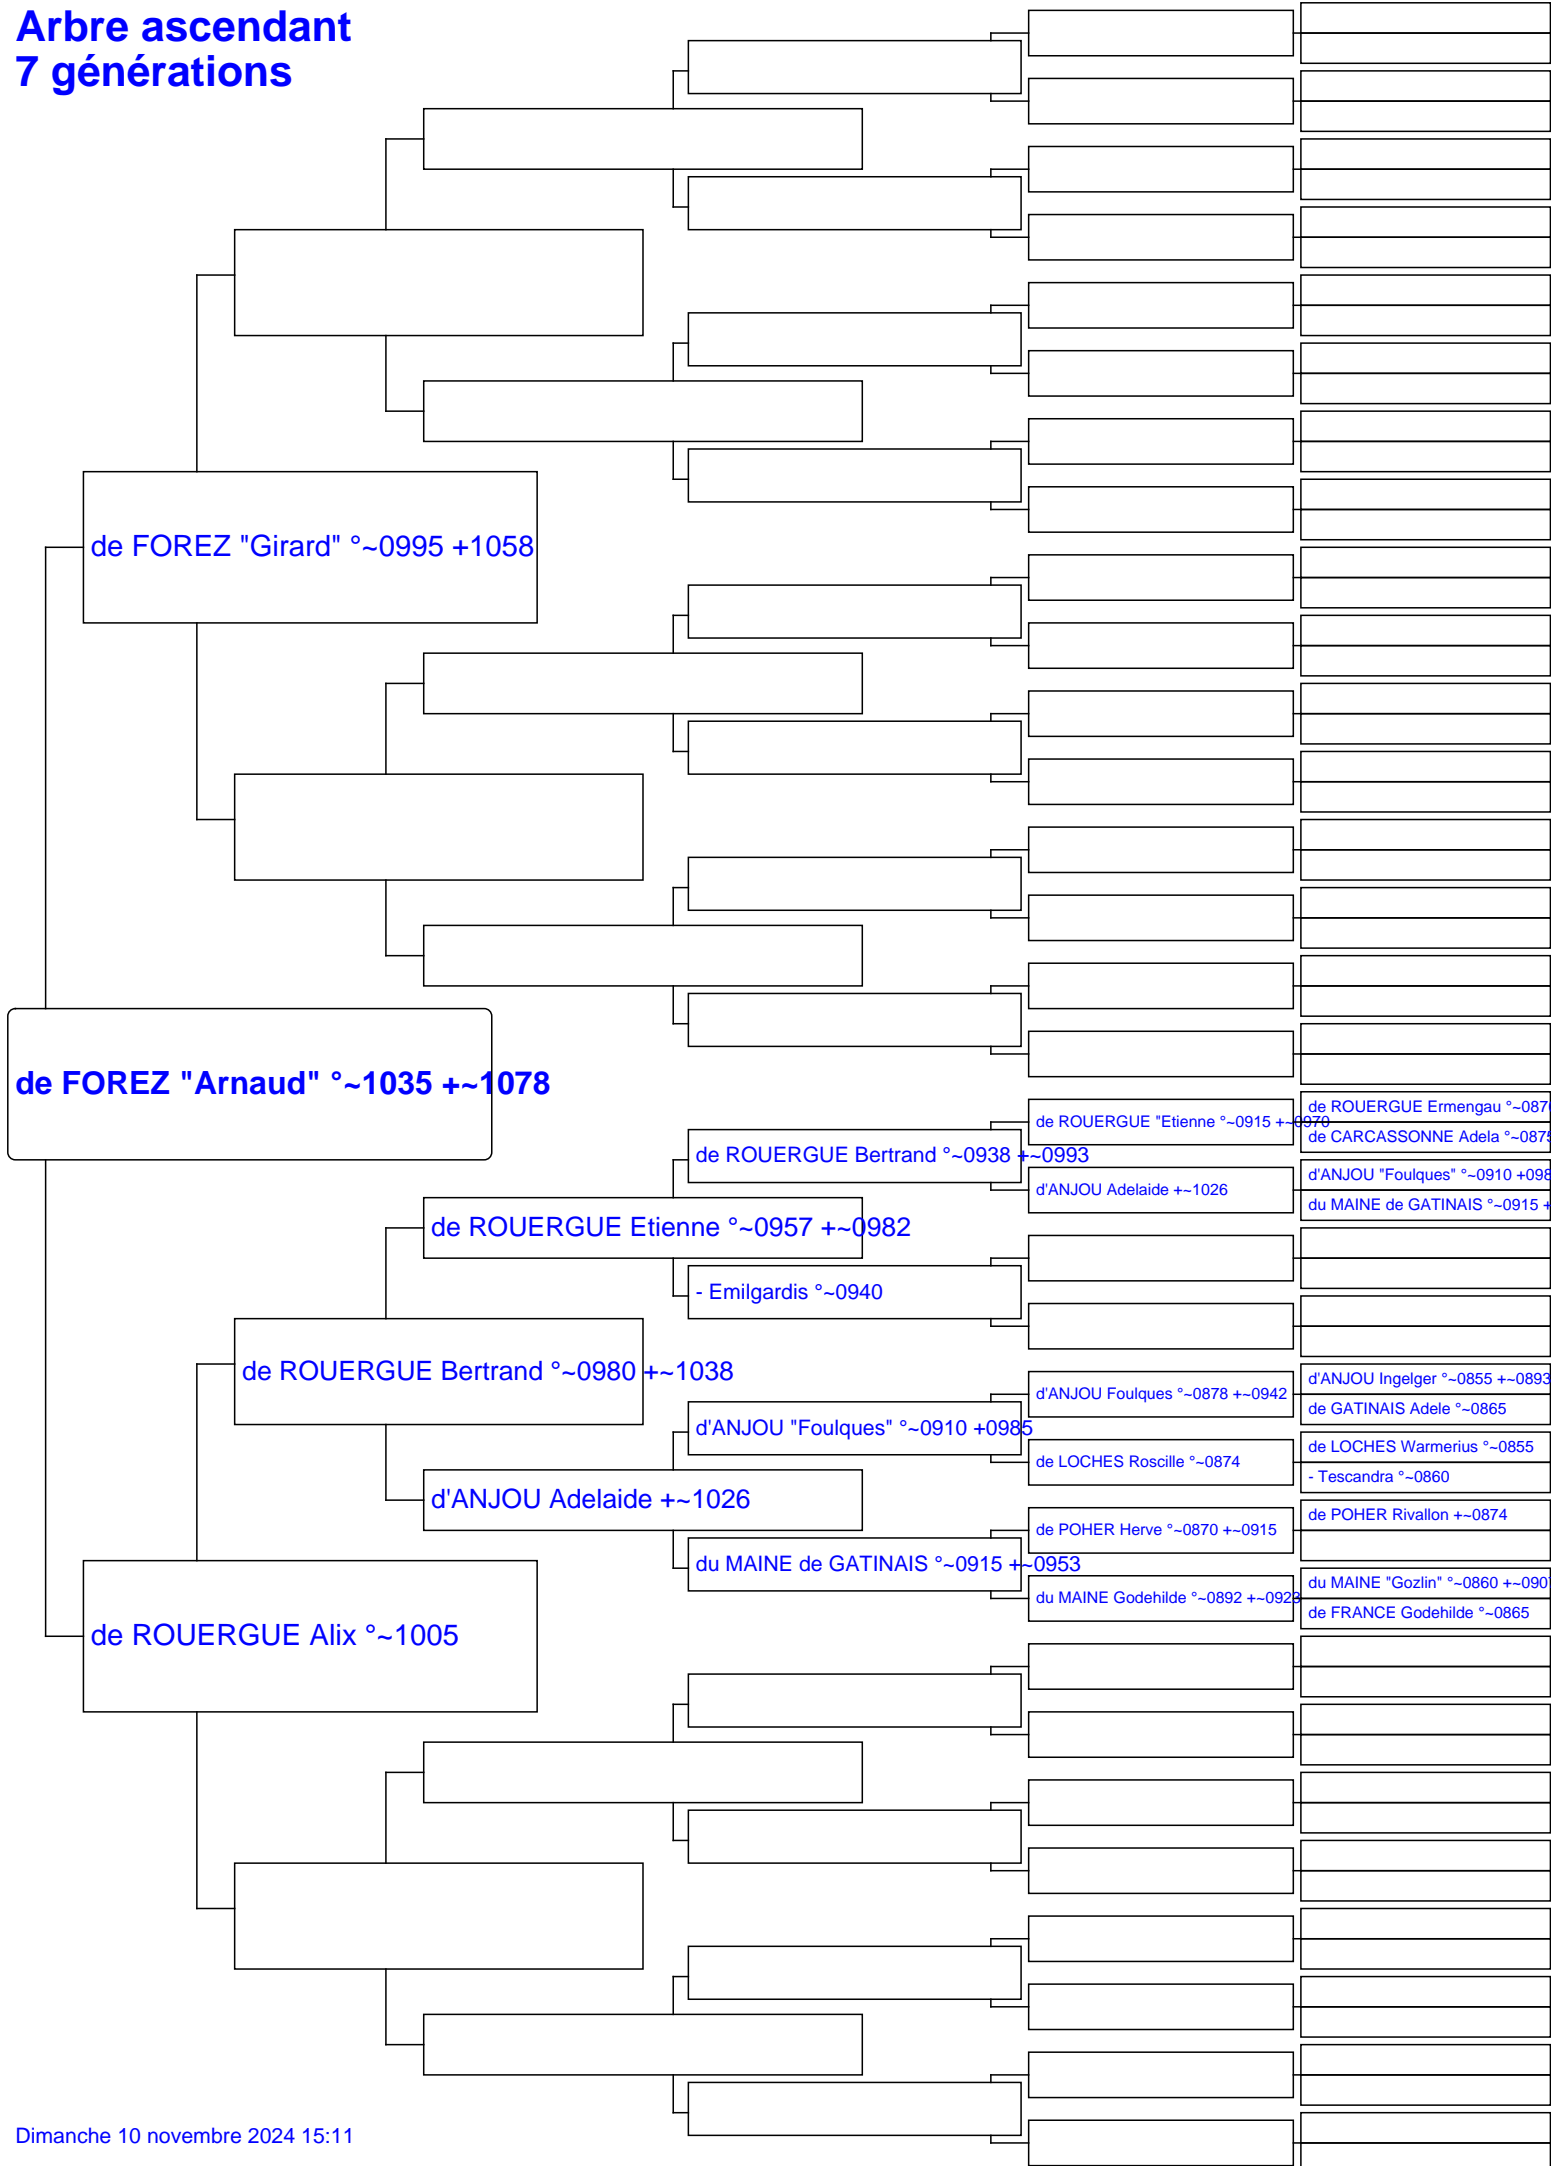 Arbre ascendant
7 générations
de FOREZ "Girard" °~0995 +1058
de FOREZ "Arnaud" °~1035 +~1078
de ROUERGUE Ermengau °~087
de ROUERGUE "Etienne °~0915 +~0970
de CARCASSONNE Adela °~0875
de ROUERGUE Bertrand °~0938 +~0993
d'ANJOU "Foulques" °~0910 +098
d'ANJOU Adelaide +~1026
du MAINE de GATINAIS °~0915 +
de ROUERGUE Etienne °~0957 +~0982
- Emilgardis °~0940
de ROUERGUE Bertrand °~0980 +~1038
d'ANJOU Ingelger °~0855 +~0893
d'ANJOU Foulques °~0878 +~0942
de GATINAIS Adele °~0865
d'ANJOU "Foulques" °~0910 +0985
de LOCHES Warmerius °~0855
de LOCHES Roscille °~0874
- Tescandra °~0860
d'ANJOU Adelaide +~1026
de POHER Rivallon +~0874
de POHER Herve °~0870 +~0915
du MAINE de GATINAIS °~0915 +~0953
du MAINE "Gozlin" °~0860 +~090
du MAINE Godehilde °~0892 +~0923
de FRANCE Godehilde °~0865
de ROUERGUE Alix °~1005
Dimanche 10 novembre 2024 15:11